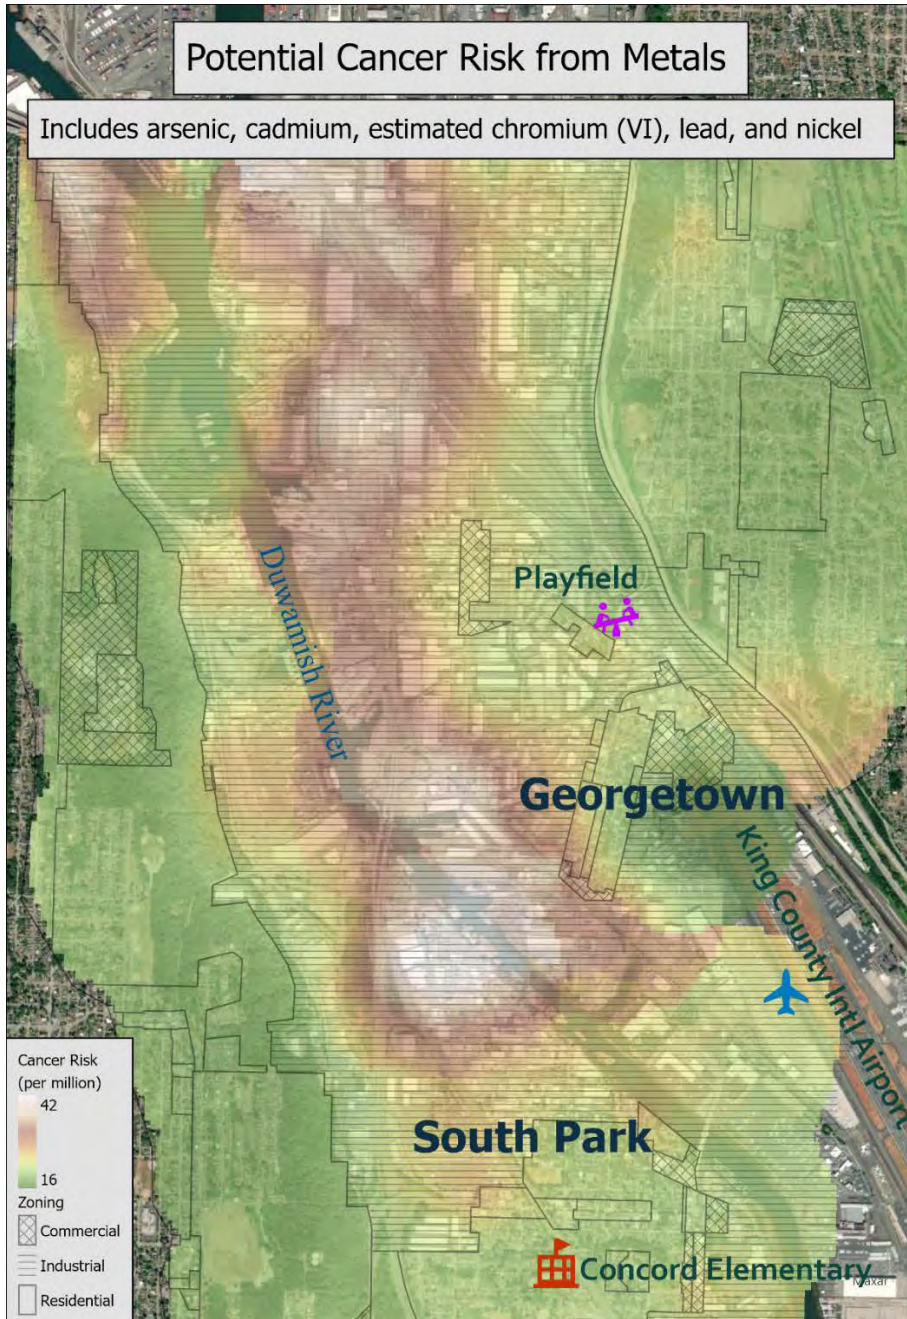 Potential Cancer Risk from Metals
Includes arsenic, cadmium, estimated chromium (VI), lead, and nickel
Duwamish River
Playfield
Georgetown
King County Intl Airport
South Park
Concord Elementary
Maxar
Cancer Risk
(per million)
42
16
Zoning
Commercial
Industrial
Residential